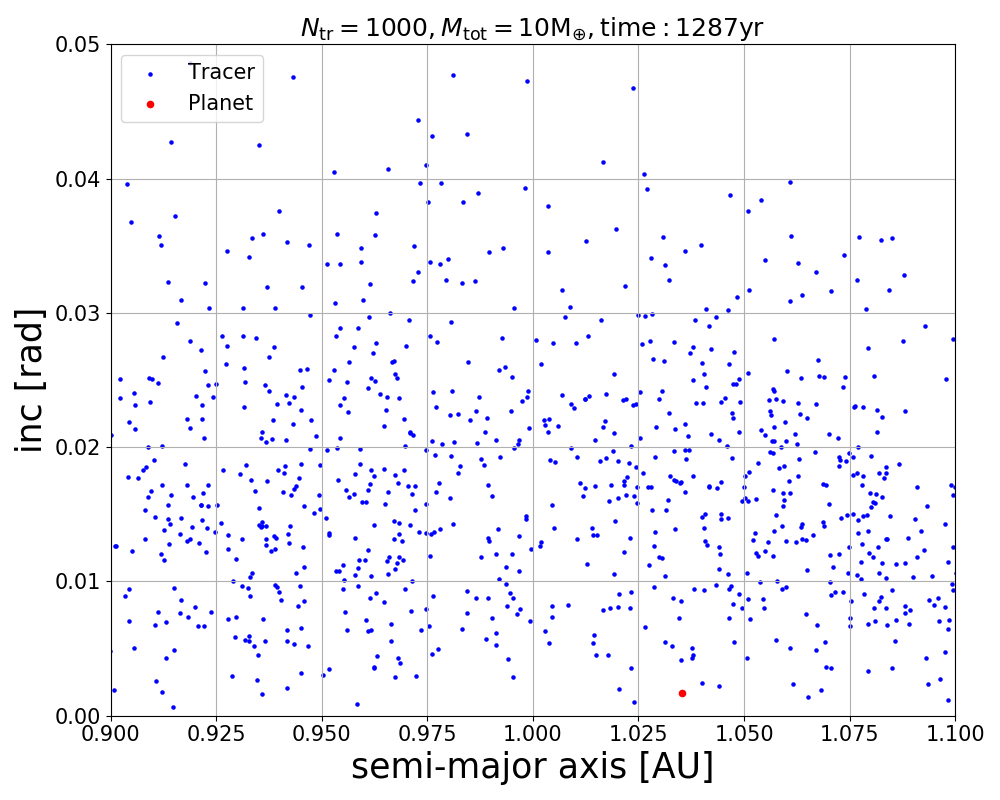 N_tr = 1000, M_tot = 10M_⊕, time : 1287yr
Tracer
Planet
inc [rad]
0.05
0.04
0.03
0.02
0.01
0.00
0.900 0.925 0.950 0.975 1.000 1.025 1.050 1.075 1.100
semi-major axis [AU]